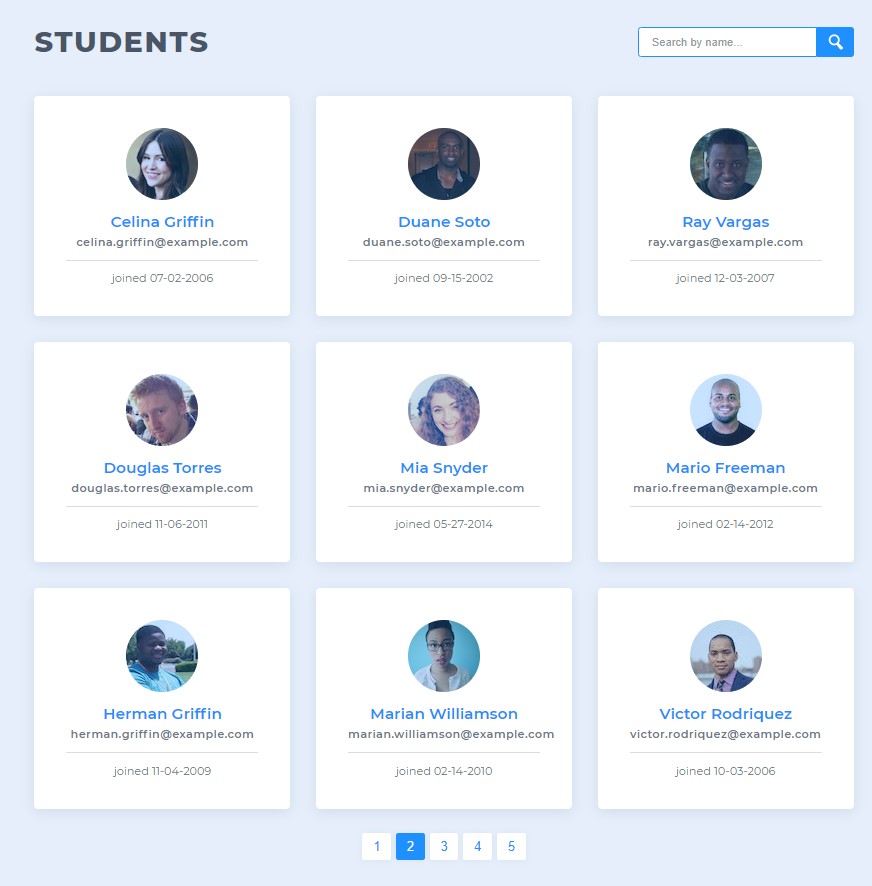 STUDENTS
Search by name...
Celina Griffin
celina.griffin@example.com
joined 07-02-2006
Duane Soto
duane.soto@example.com
joined 09-15-2002
Ray Vargas
ray.vargas@example.com
joined 12-03-2007
Douglas Torres
douglas.torres@example.com
joined 11-06-2011
Mia Snyder
mia.snyder@example.com
joined 05-27-2014
Mario Freeman
mario.freeman@example.com
joined 02-14-2012
Herman Griffin
herman.griffin@example.com
joined 11-04-2009
Marian Williamson
marian.williamson@example.com
joined 02-14-2010
Victor Rodriquez
victor.rodriquez@example.com
joined 10-03-2006
1 2 3 4 5